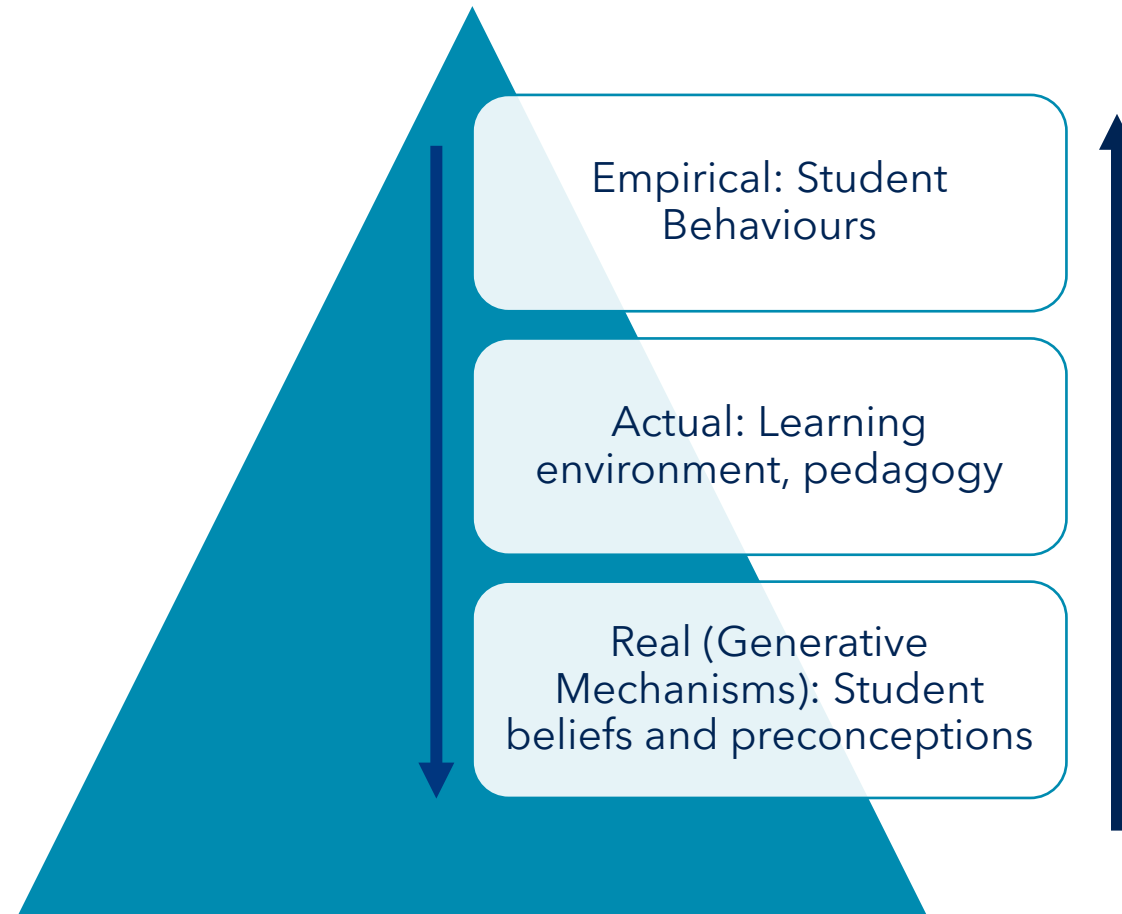 Empirical: Student
Behaviours
Actual: Learning
environment, pedagogy
Real (Generative
Mechanisms): Student
beliefs and preconceptions